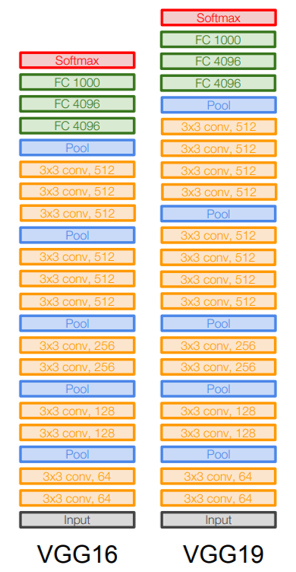 Softmax
FC 1000
FC 4096
FC 4096
Pool
3x3 conv, 512
3x3 conv, 512
3x3 conv, 512
Pool
3x3 conv, 512
3x3 conv, 512
3x3 conv, 512
Pool
3x3 conv, 256
3x3 conv, 256
Pool
3x3 conv, 128
3x3 conv, 128
Pool
3x3 conv, 64
3x3 conv, 64
Input
VGG16
Softmax
FC 1000
FC 4096
FC 4096
Pool
3x3 conv, 512
3x3 conv, 512
3x3 conv, 512
3x3 conv, 512
Pool
3x3 conv, 512
3x3 conv, 512
3x3 conv, 512
3x3 conv, 512
Pool
3x3 conv, 256
3x3 conv, 256
Pool
3x3 conv, 128
3x3 conv, 128
Pool
3x3 conv, 64
3x3 conv, 64
Input
VGG19